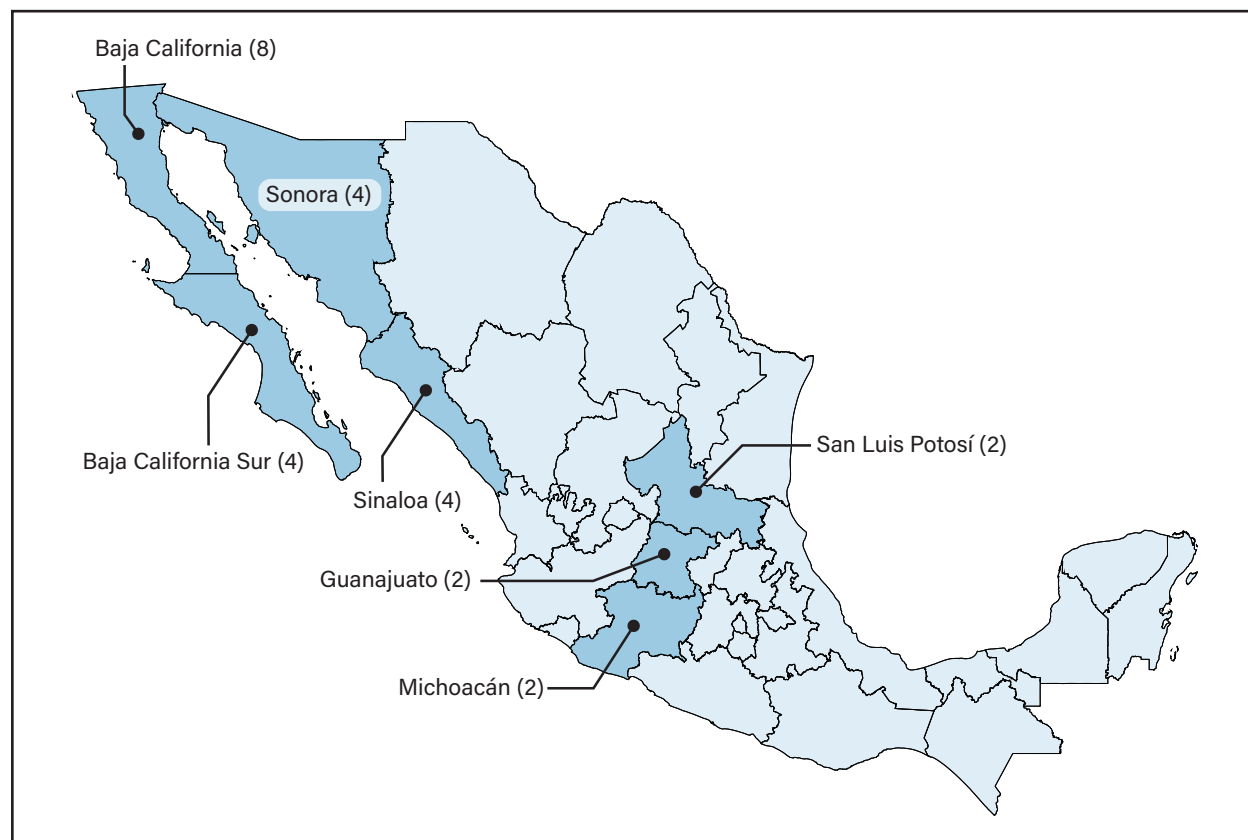 Baja California (8)
Sonora (4)
San Luis Potosí (2)
Baja California Sur (4)
Sinaloa (4)
Guanajuato (2)
Michoacán (2)